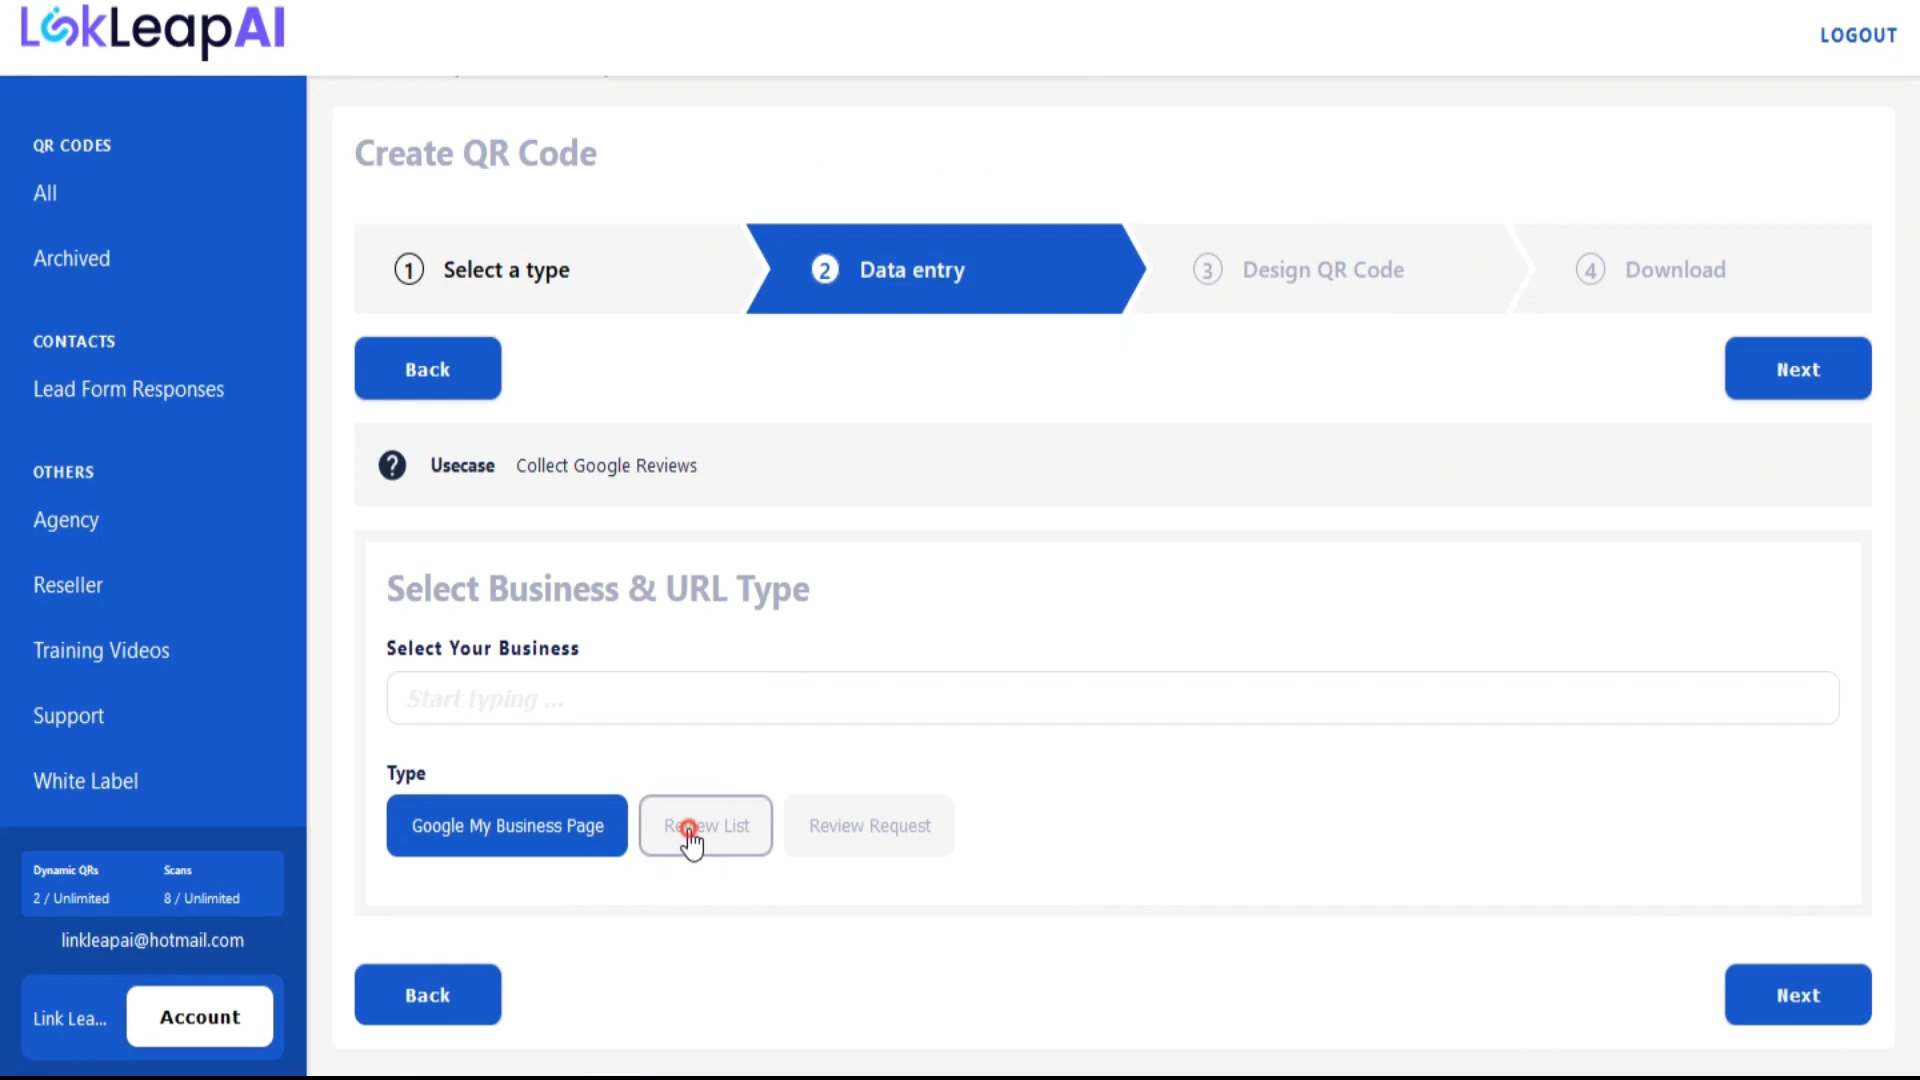 LinkLeapAI
LOGOUT
QR CODES
All
Archived
CONTACTS
Lead Form Responses
OTHERS
Agency
Reseller
Training Videos
Support
White Label
Dynamic QRs Scans
2 / Unlimited 8 / Unlimited
linkleapai@hotmail.com
Link Lea... Account
Create QR Code
1 Select a type 2 Data entry 3 Design QR Code 4 Download
Back Next
? Usecase Collect Google Reviews
Select Business & URL Type
Select Your Business
Start typing ...
Type
Google My Business Page Review List Review Request
Back Next